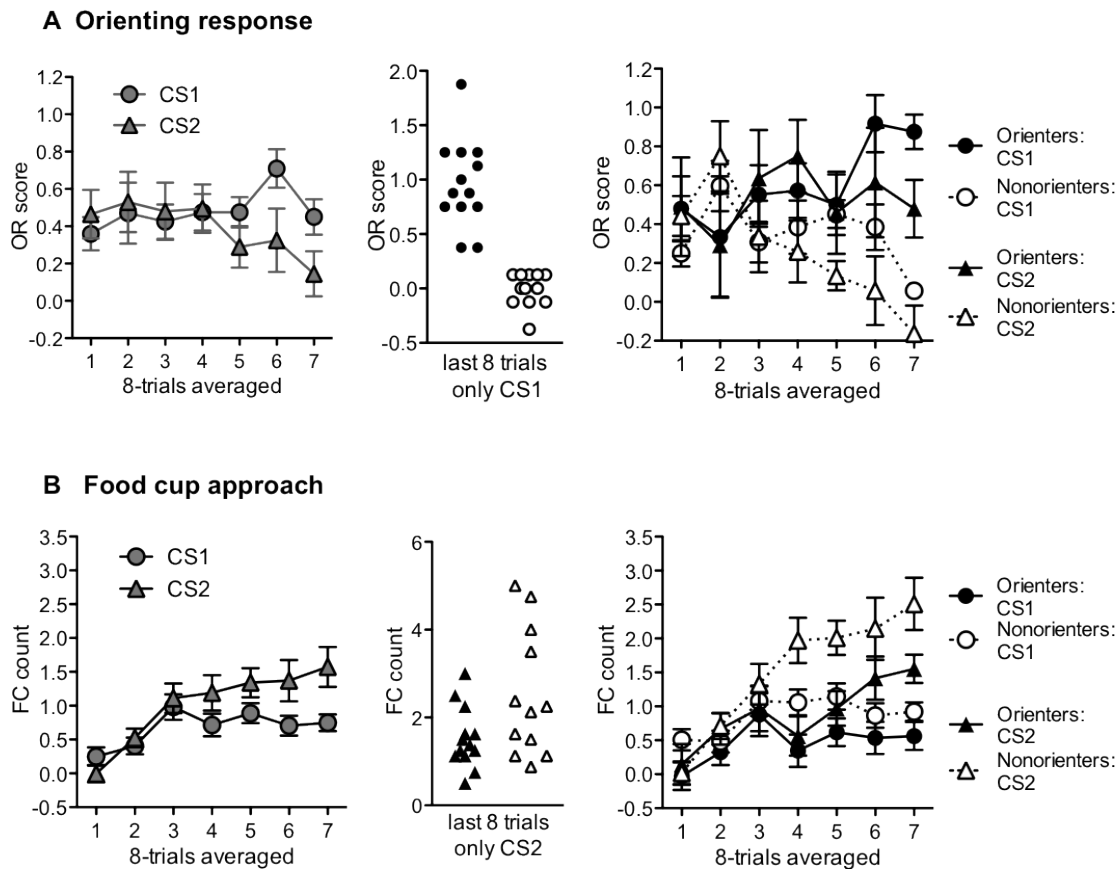 A Orienting response
1.2
1.0
0.8
0.6
0.4
0.2
0.0
-0.2
OR score
CS1
CS2
1 2 3 4 5 6 7
8-trials averaged
2.0
1.5
1.0
0.5
0.0
-0.5
OR score
last 8 trials
only CS1
1.2
1.0
0.8
0.6
0.4
0.2
0.0
-0.2
OR score
1 2 3 4 5 6 7
8-trials averaged
Orienters:
CS1
Nonorienters:
CS1
Orienters:
CS2
Nonorienters:
CS2
B Food cup approach
3.5
3.0
2.5
2.0
1.5
1.0
0.5
0.0
-0.5
FC count
CS1
CS2
1 2 3 4 5 6 7
8-trials averaged
6
4
2
0
FC count
last 8 trials
only CS2
3.5
3.0
2.5
2.0
1.5
1.0
0.5
0.0
-0.5
FC count
1 2 3 4 5 6 7
8-trials averaged
Orienters:
CS1
Nonorienters:
CS1
Orienters:
CS2
Nonorienters:
CS2